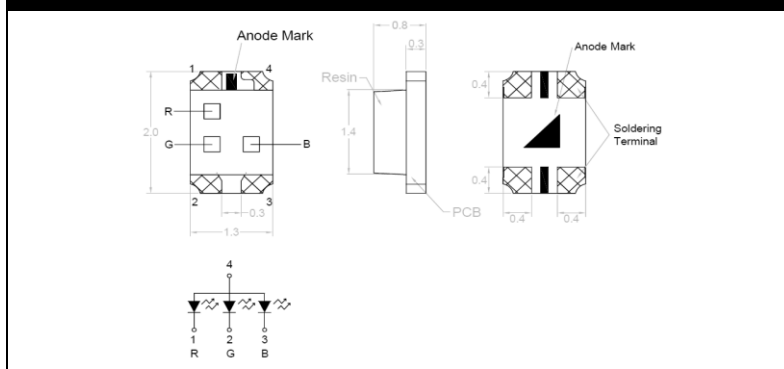 Anode Mark
1 4
R
G B
2 3
2.0
0.3
1.3
0.8
0.3
Resin
1.4
PCB
Anode Mark
0.4
Soldering
Terminal
0.4
0.4 0.4
4
1 2 3
R G B